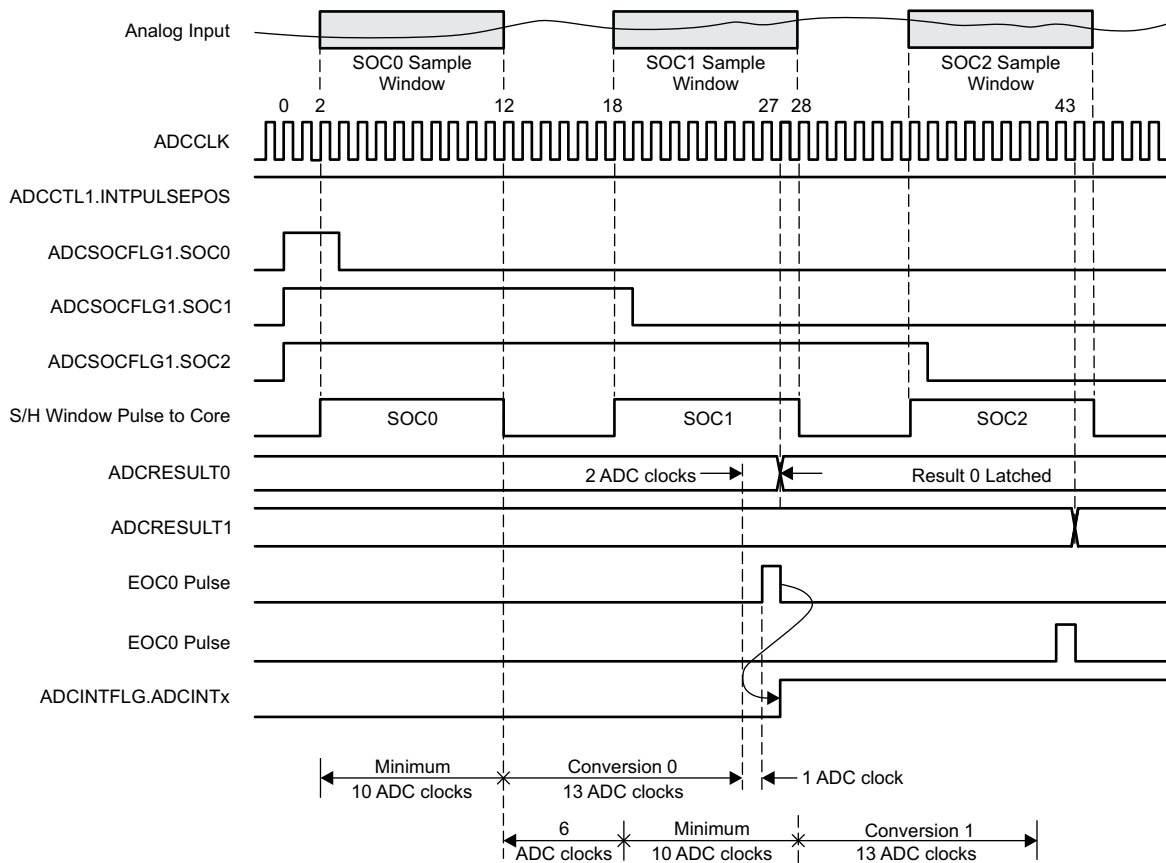 Analog Input
SOC0 Sample
Window
SOC1 Sample
Window
SOC2 Sample
Window
0 2 12 18 27 28 43
ADCCLK
ADCCTL1.INTPULSEPOS
ADCSOCFLG1.SOC0
ADCSOCFLG1.SOC1
ADCSOCFLG1.SOC2
S/H Window Pulse to Core
SOC0
SOC1
SOC2
ADCRESULT0
2 ADC clocks
Result 0 Latched
ADCRESULT1
EOC0 Pulse
EOC0 Pulse
ADCINTFLG.ADCINTx
Minimum
10 ADC clocks
Conversion 0
13 ADC clocks
1 ADC clock
6
ADC clocks
Minimum
10 ADC clocks
Conversion 1
13 ADC clocks